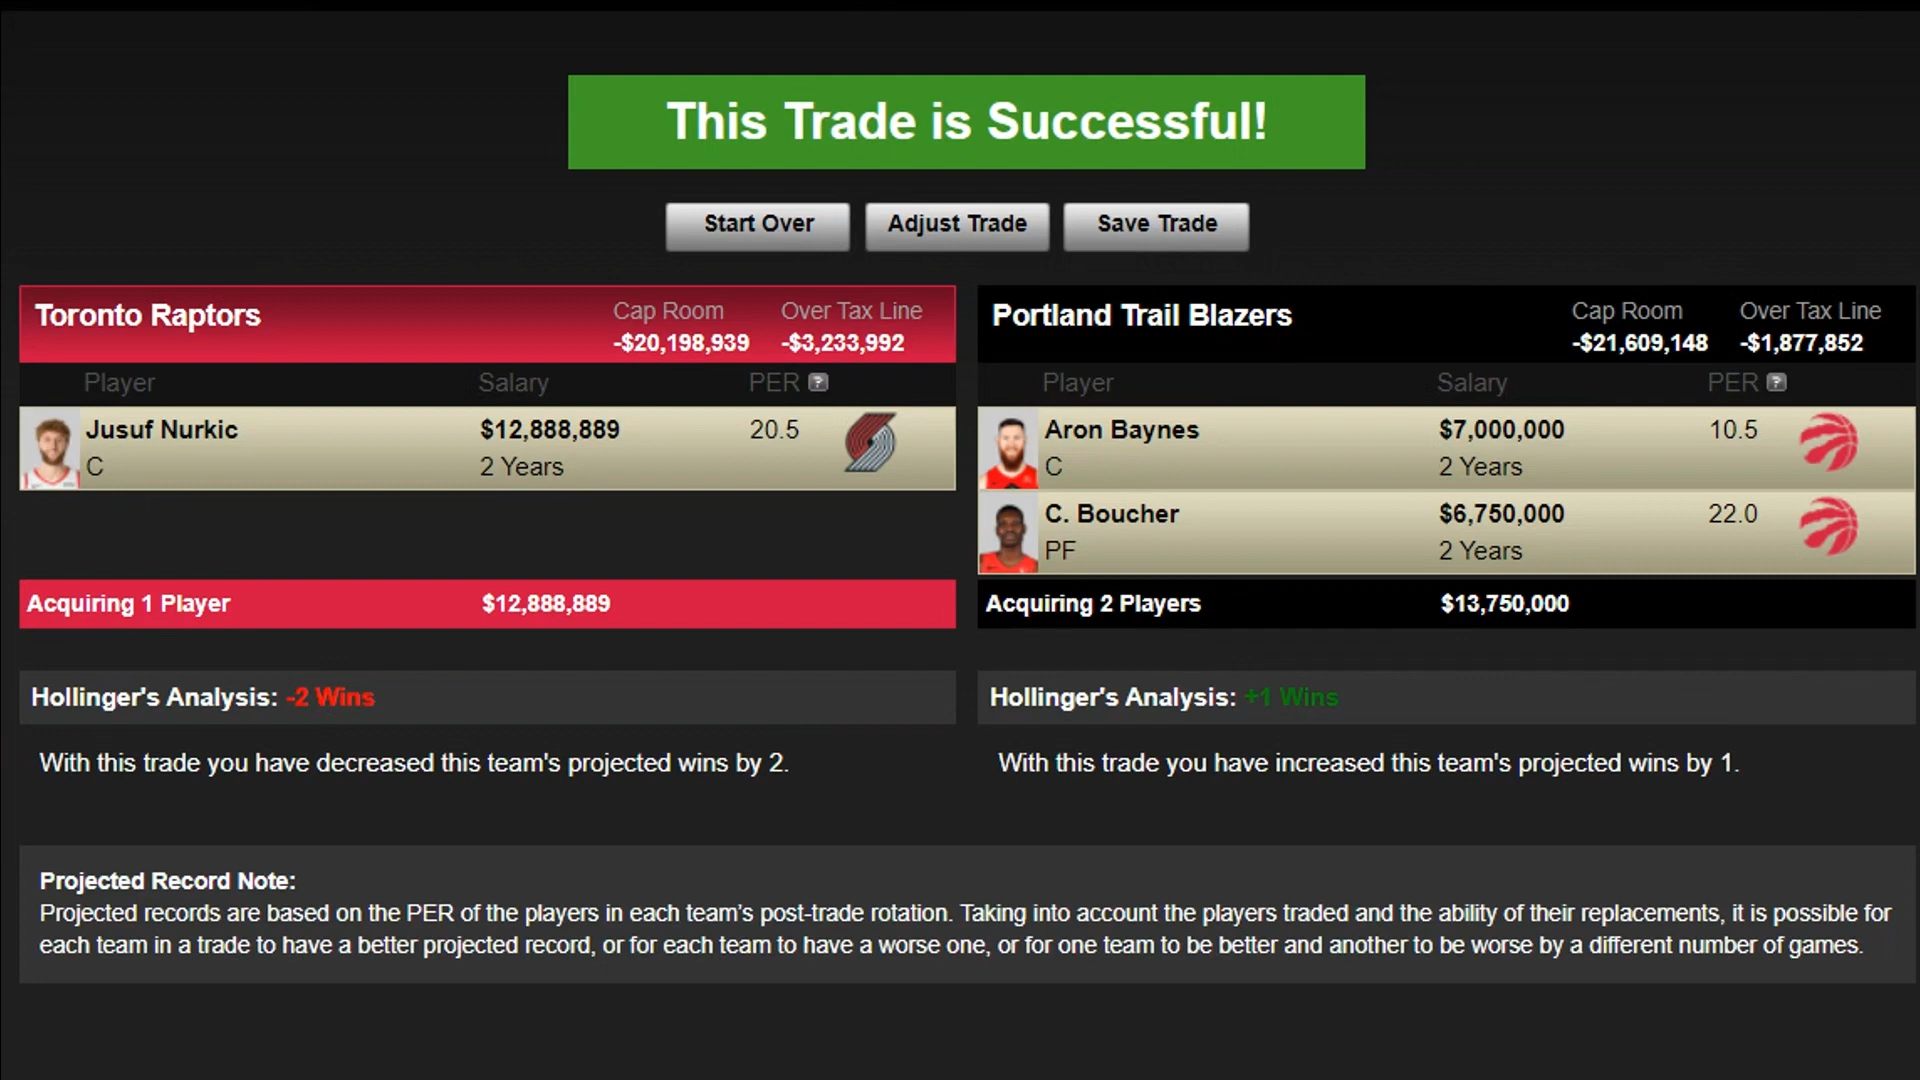 This Trade is Successful!
Start Over
Adjust Trade
Save Trade
Toronto Raptors
Cap Room
Over Tax Line
-$20,198,939
-$3,233,992
Player
Salary
PER ?
Jusuf Nurkic
$12,888,889
20.5
C
2 Years
Acquiring 1 Player
$12,888,889
Hollinger's Analysis: -2 Wins
With this trade you have decreased this team's projected wins by 2.
Portland Trail Blazers
Cap Room
Over Tax Line
-$21,609,148
-$1,877,852
Player
Salary
PER ?
Aron Baynes
$7,000,000
10.5
C
2 Years
C. Boucher
$6,750,000
22.0
PF
2 Years
Acquiring 2 Players
$13,750,000
Hollinger's Analysis: +1 Wins
With this trade you have increased this team's projected wins by 1.
Projected Record Note:
Projected records are based on the PER of the players in each team's post-trade rotation. Taking into account the players traded and the ability of their replacements, it is possible for
each team in a trade to have a better projected record, or for each team to have a worse one, or for one team to be better and another to be worse by a different number of games.